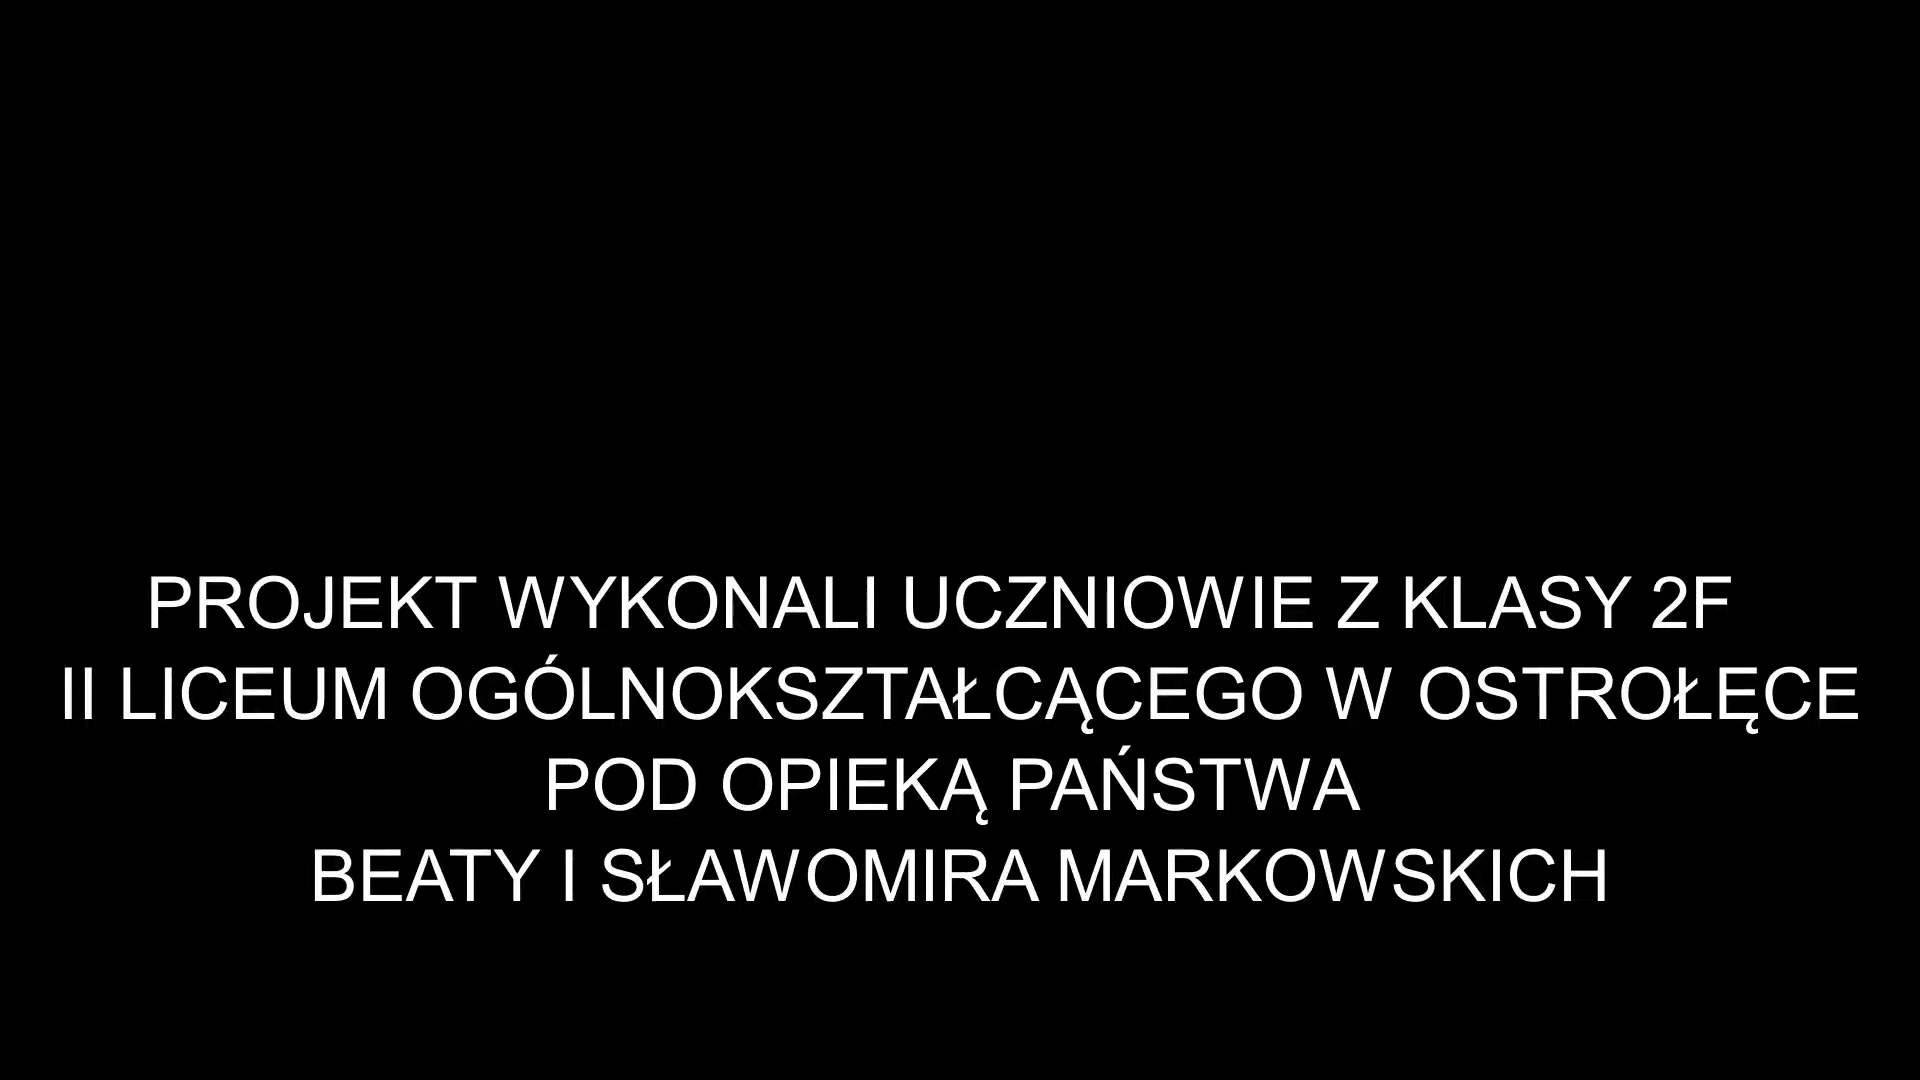 PROJEKT WYKONALI UCZNIOWIE Z KLASY 2F
II LICEUM OGÓLNOKSZTAŁCĄCEGO W OSTROŁĘCE
POD OPIEKĄ PAŃSTWA
BEATY I SŁAWOMIRA MARKOWSKICH